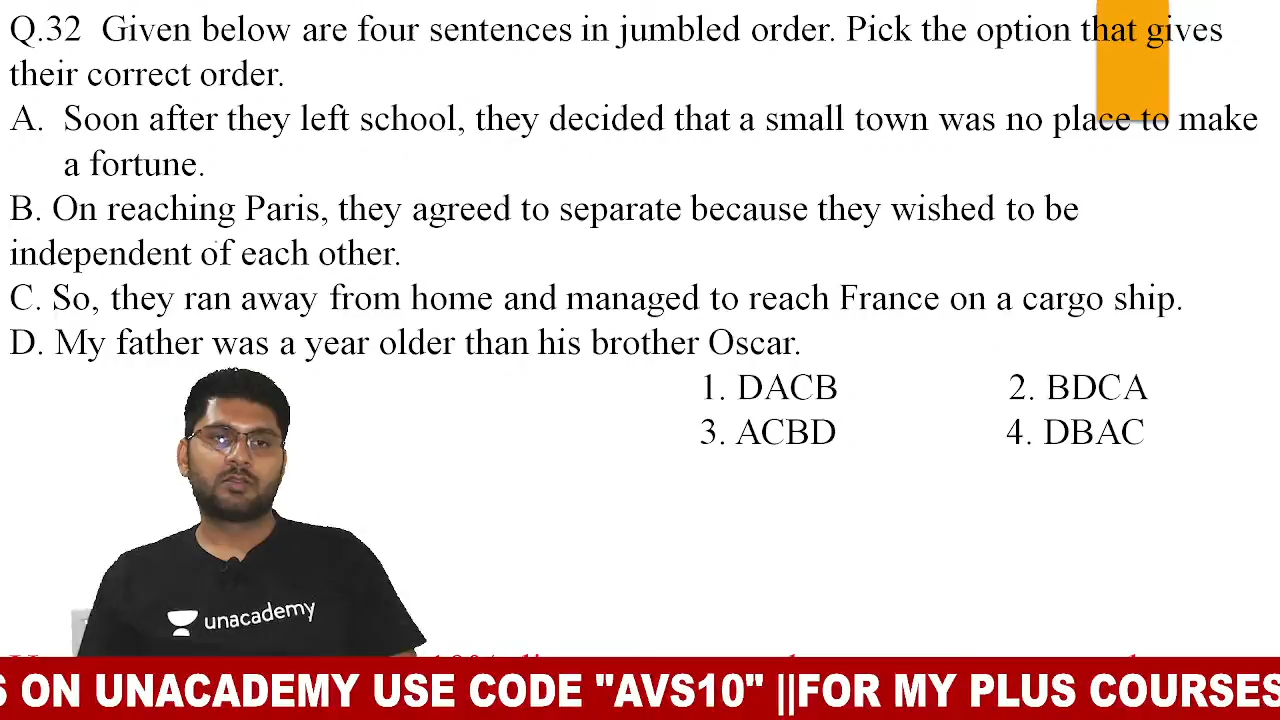 Q.32 Given below are four sentences in jumbled order. Pick the option that gives
their correct order.
A. Soon after they left school, they decided that a small town was no place to make
a fortune.
B. On reaching Paris, they agreed to separate because they wished to be
independent of each other.
C. So, they ran away from home and managed to reach France on a cargo ship.
D. My father was a year older than his brother Oscar.
1. DACB 2. BDCA
3. ACBD 4. DBAC
unacademy
S ON UNACADEMY USE CODE "AVS10" ||FOR MY PLUS COURSES